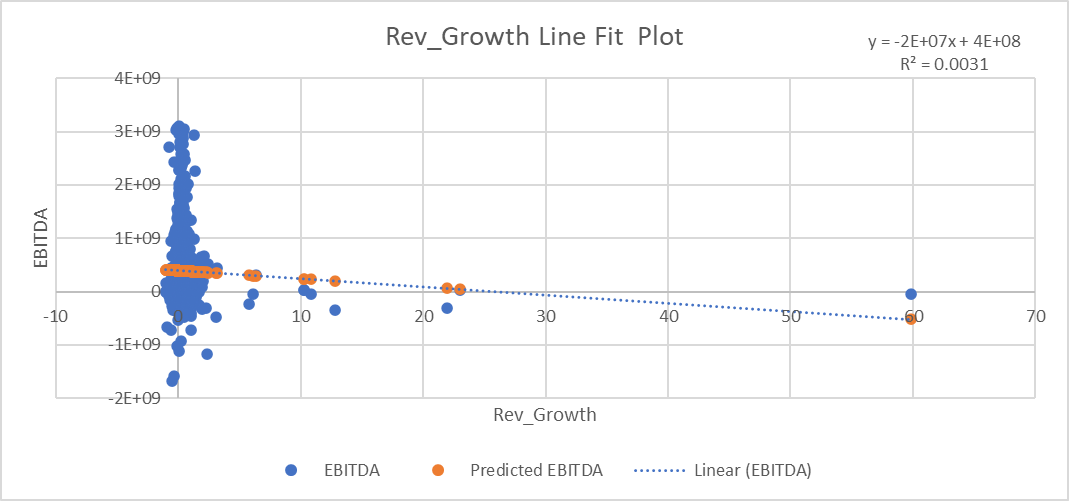 Rev_Growth Line Fit Plot
y = -2E+07x + 4E+08
R² = 0.0031
4E+09
3E+09
2E+09
1E+09
0
-1E+09
-2E+09
EBITDA
-10 0 10 20 30 40 50 60 70
Rev_Growth
EBITDA Predicted EBITDA Linear (EBITDA)